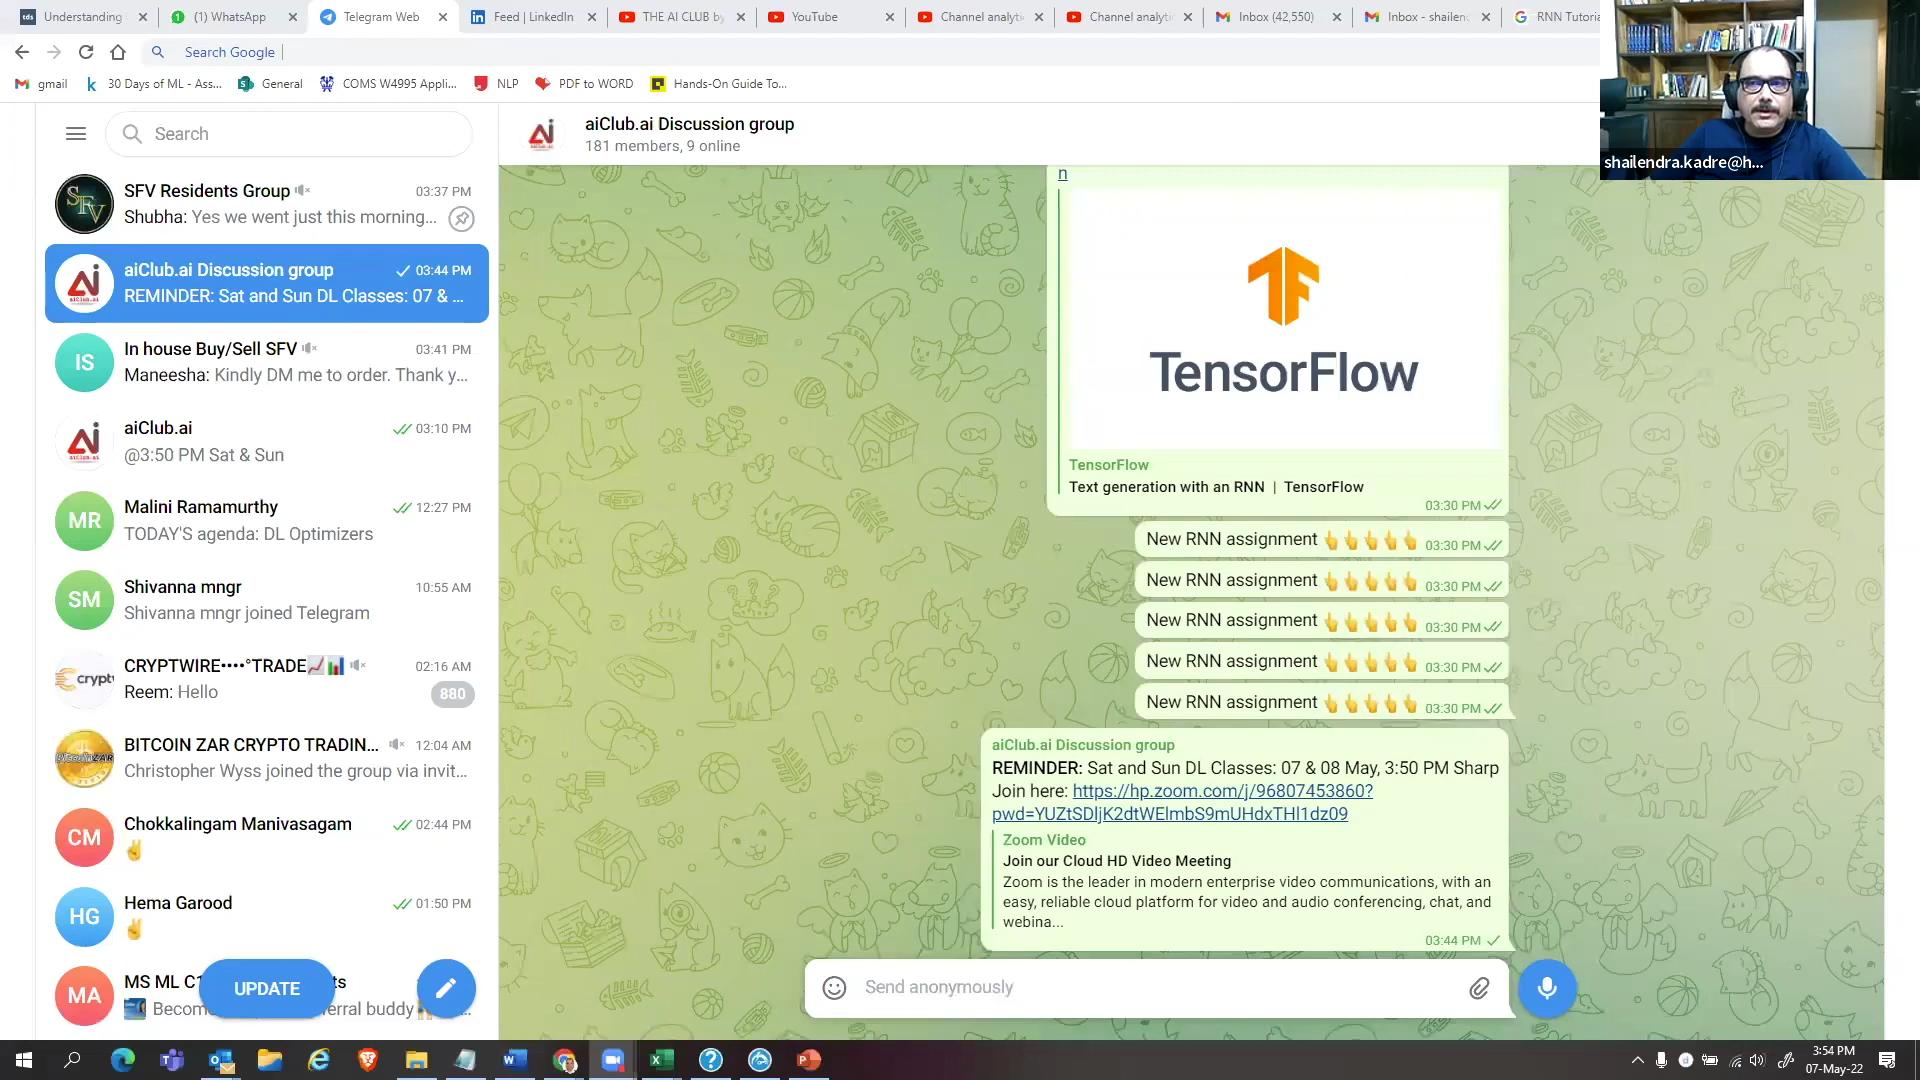 Understanding
(1) WhatsApp
Telegram Web
Feed | LinkedIn
THE AI CLUB by
YouTube
Channel analyti
Channel analyti
Inbox (42,550)
Inbox - shailen
RNN Tutoria
Search Google
gmail
30 Days of ML - Ass...
General
COMS W4995 Appli...
NLP
PDF to WORD
Hands-On Guide To...
shailendra.kadre@h...
Search
SFV Residents Group
03:37 PM
Shubha: Yes we went just this morning...
aiClub.ai Discussion group
03:44 PM
REMINDER: Sat and Sun DL Classes: 07 & ...
IS
In house Buy/Sell SFV
03:41 PM
Maneesha: Kindly DM me to order. Thank y...
aiClub.ai
03:10 PM
@3:50 PM Sat & Sun
MR
Malini Ramamurthy
12:27 PM
TODAY'S agenda: DL Optimizers
SM
Shivanna mngr
10:55 AM
Shivanna mngr joined Telegram
CRYPTWIRE••••°TRADE📈📊
02:16 AM
Reem: Hello
880
BITCOIN ZAR CRYPTO TRADIN...
12:04 AM
Christopher Wyss joined the group via invit...
CM
Chokkalingam Manivasagam
02:44 PM
✌
HG
Hema Garood
01:50 PM
✌
MA
MS ML C
UPDATE
aiClub.ai Discussion group
181 members, 9 online
n
TensorFlow
TensorFlow
Text generation with an RNN | TensorFlow
03:30 PM
New RNN assignment 👆👆👆👆👆 03:30 PM
New RNN assignment 👆👆👆👆👆 03:30 PM
New RNN assignment 👆👆👆👆👆 03:30 PM
New RNN assignment 👆👆👆👆👆 03:30 PM
New RNN assignment 👆👆👆👆👆 03:30 PM
aiClub.ai Discussion group
REMINDER: Sat and Sun DL Classes: 07 & 08 May, 3:50 PM Sharp
Join here: https://hp.zoom.com/j/96807453860?
pwd=YUZtSDljK2dtWElmbS9mUHdxTHl1dz09
Zoom Video
Join our Cloud HD Video Meeting
Zoom is the leader in modern enterprise video communications, with an
easy, reliable cloud platform for video and audio conferencing, chat, and
webina...
03:44 PM
Send anonymously
3:54 PM
07-May-22